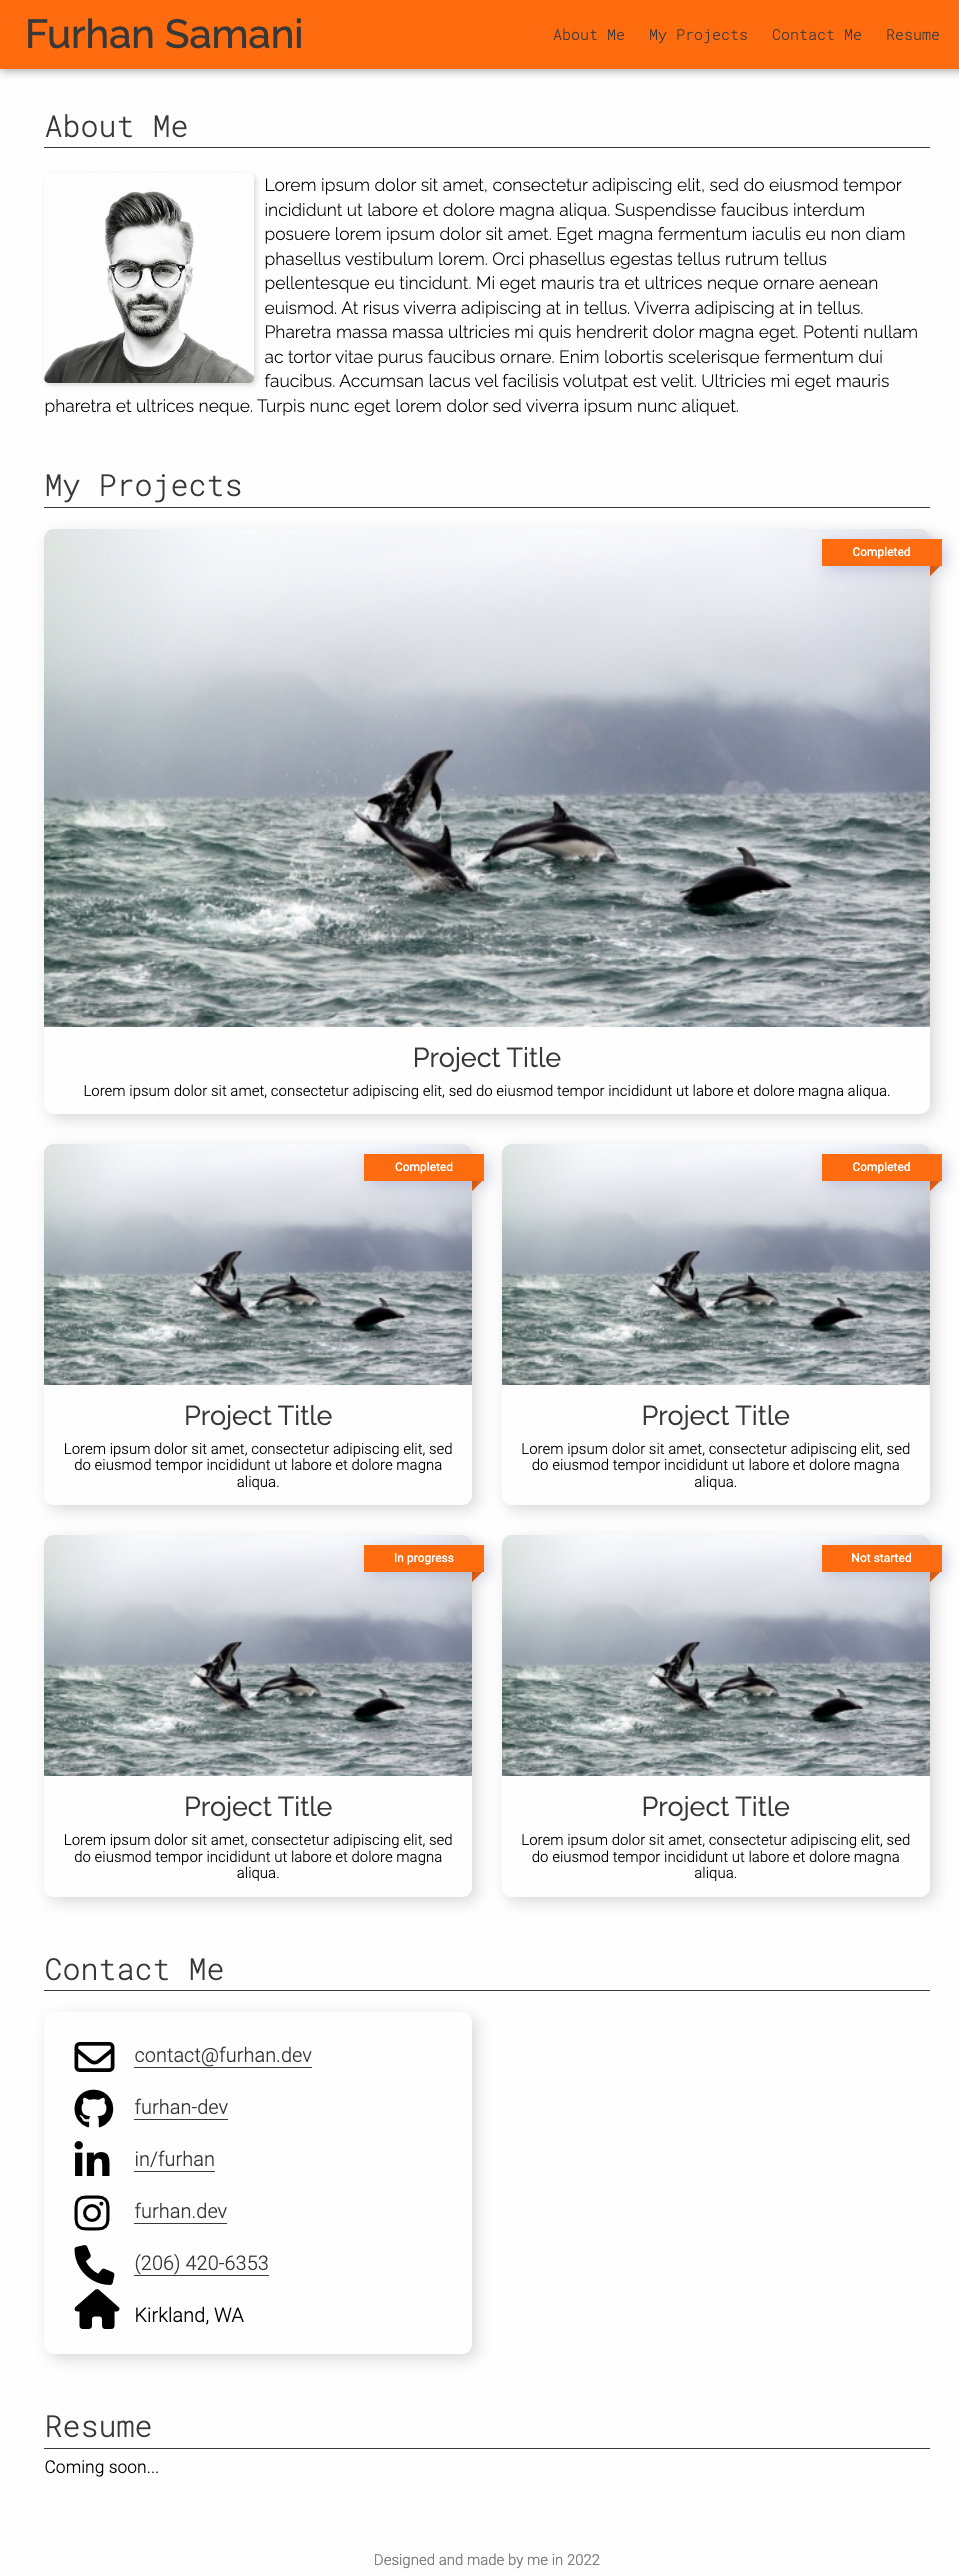 Furhan Samani
About Me My Projects Contact Me Resume
About Me
Lorem ipsum dolor sit amet, consectetur adipiscing elit, sed do eiusmod tempor
incididunt ut labore et dolore magna aliqua. Suspendisse faucibus interdum
posuere lorem ipsum dolor sit amet. Eget magna fermentum iaculis eu non diam
phasellus vestibulum lorem. Orci phasellus egestas tellus rutrum tellus
pellentesque eu tincidunt. Mi eget mauris tra et ultrices neque ornare aenean
euismod. At risus viverra adipiscing at in tellus. Viverra adipiscing at in tellus.
Pharetra massa massa ultricies mi quis hendrerit dolor magna eget. Potenti nullam
ac tortor vitae purus faucibus ornare. Enim lobortis scelerisque fermentum dui
faucibus. Accumsan lacus vel facilisis volutpat est velit. Ultricies mi eget mauris
pharetra et ultrices neque. Turpis nunc eget lorem dolor sed viverra ipsum nunc aliquet.
My Projects
Completed
Project Title
Lorem ipsum dolor sit amet, consectetur adipiscing elit, sed do eiusmod tempor incididunt ut labore et dolore magna aliqua.
Completed
Project Title
Lorem ipsum dolor sit amet, consectetur adipiscing elit, sed
do eiusmod tempor incididunt ut labore et dolore magna
aliqua.
Completed
Project Title
Lorem ipsum dolor sit amet, consectetur adipiscing elit, sed
do eiusmod tempor incididunt ut labore et dolore magna
aliqua.
In progress
Project Title
Lorem ipsum dolor sit amet, consectetur adipiscing elit, sed
do eiusmod tempor incididunt ut labore et dolore magna
aliqua.
Not started
Project Title
Lorem ipsum dolor sit amet, consectetur adipiscing elit, sed
do eiusmod tempor incididunt ut labore et dolore magna
aliqua.
Contact Me
contact@furhan.dev
furhan-dev
in/furhan
furhan.dev
(206) 420-6353
Kirkland, WA
Resume
Coming soon...
Designed and made by me in 2022